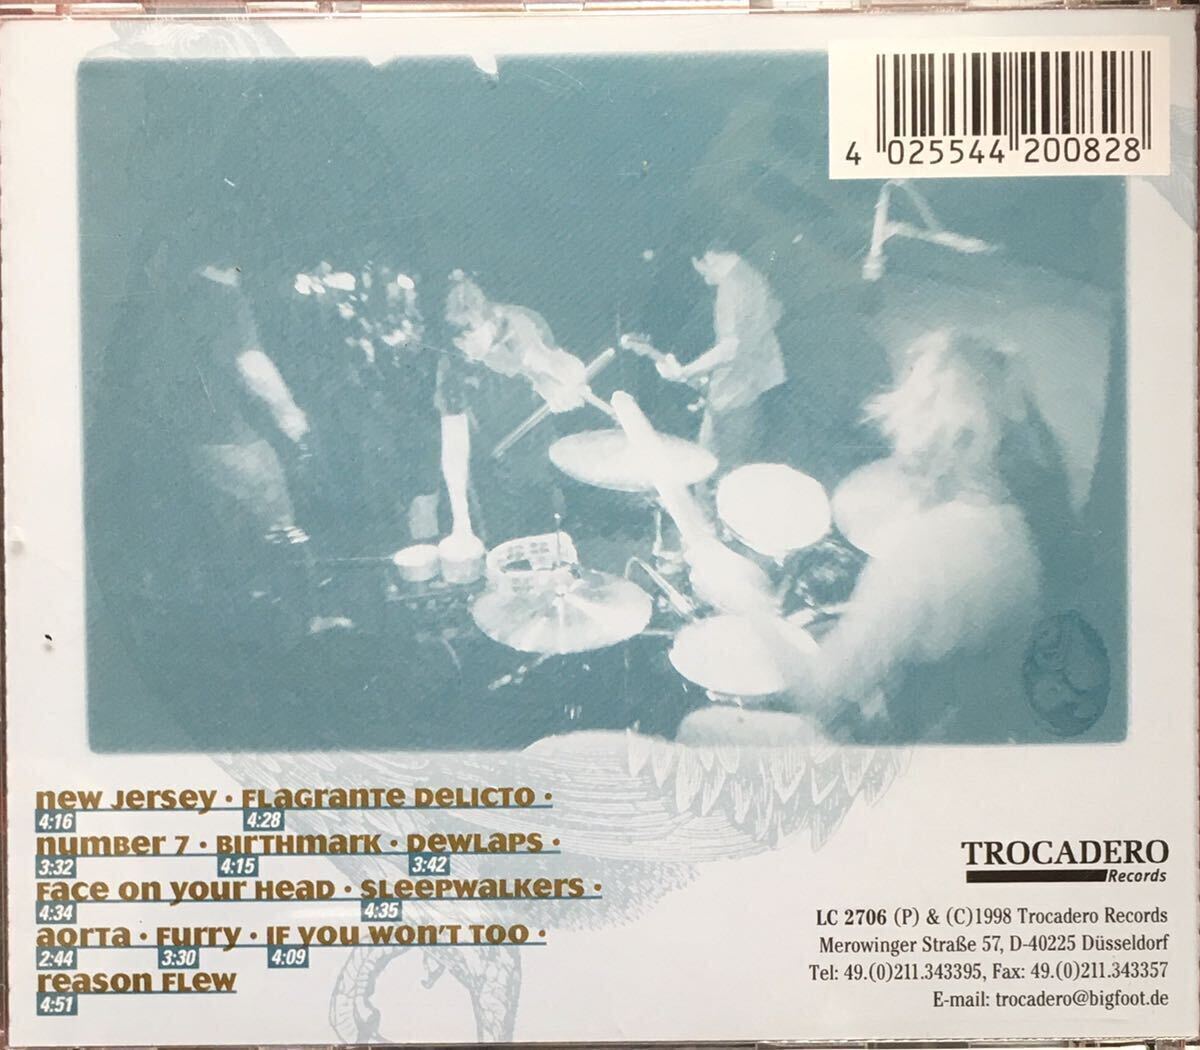 4 025544 200828
new Jersey · Flagrante Delicto ·
4:16 4:28
number 7 · Birthmark · Dewlaps ·
3:32 4:15 3:42
Face on your Head · Sleepwalkers ·
4:34 4:35
aorta · Furry · If you won't too ·
2:44 3:30 4:09
reason Flew
4:51
TROCADERO
Records
LC 2706 (P) & (C)1998 Trocadero Records
Merowinger Straße 57, D-40225 Düsseldorf
Tel: 49.(0)211.343395, Fax: 49.(0)211.343357
E-mail: trocadero@bigfoot.de